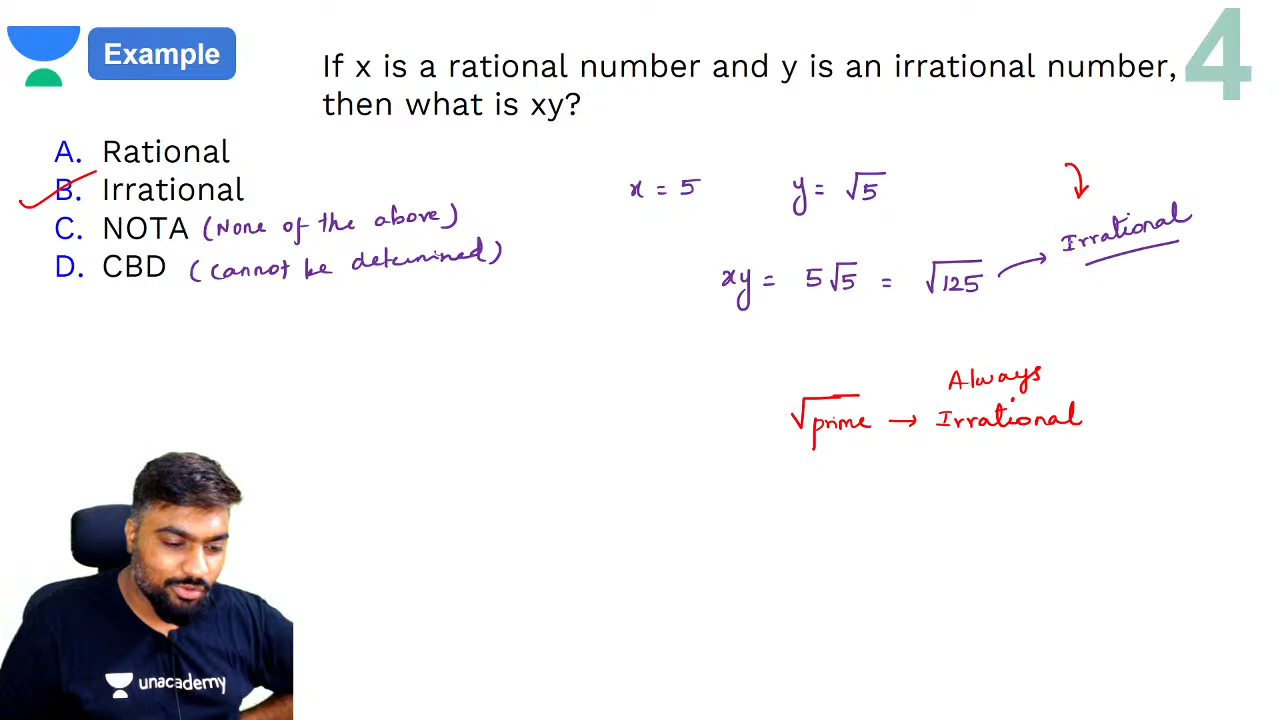 Example
If x is a rational number and y is an irrational number,
then what is xy?
4
A. Rational
B. Irrational
C. NOTA (None of the above)
D. CBD (cannot be determined)
x = 5 y = √5
Irrational
xy = 5√5 = √125
Always
√prime → Irrational
unacademy